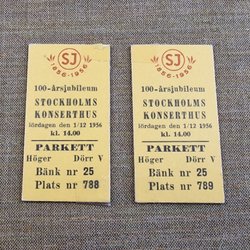 SJ
1856-1956
100-årsjubileum
STOCKHOLMS
KONSERTHUS
lördagen den 1/12 1956
kl. 14.00
PARKETT
Höger Dörr V
Bänk nr 25
Plats nr 788
SJ
1856-1956
100-årsjubileum
STOCKHOLMS
KONSERTHUS
lördagen den 1/12 1956
kl. 14.00
PARKETT
Höger Dörr V
Bänk nr 25
Plats nr 789